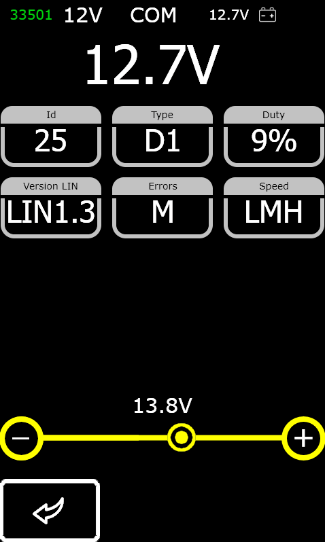 33501 12V COM 12.7V
12.7V
Id Type Duty
25 D1 9%
Version LIN Errors Speed
LIN1.3 M LMH
13.8V
− +